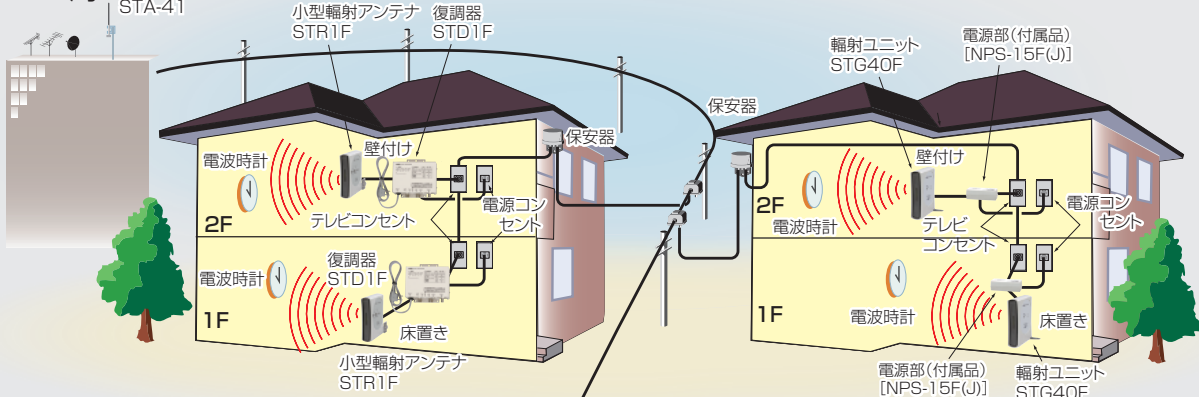 STA-41
小型輻射アンテナ
STR1F
復調器
STD1F
保安器
電波時計
壁付け
2F
テレビコンセント
電源コン
セント
電波時計
復調器
STD1F
1F
床置き
小型輻射アンテナ
STR1F
輻射ユニット
STG40F
電源部(付属品)
[NPS-15F(J)]
保安器
壁付け
2F
電波時計
テレビ
コンセント
電源コン
セント
1F
電波時計
床置き
電源部(付属品)
[NPS-15F(J)]
輻射ユニット
STG40F